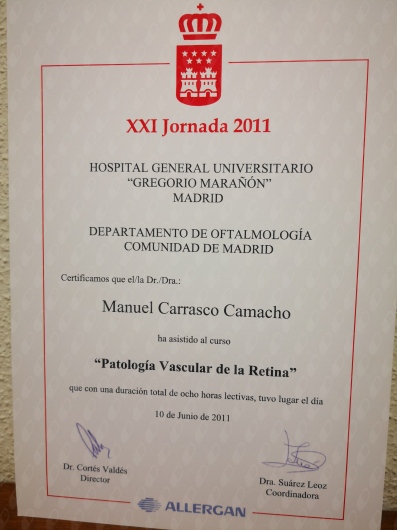 XXI Jornada 2011
HOSPITAL GENERAL UNIVERSITARIO
“GREGORIO MARAÑÓN”
MADRID
DEPARTAMENTO DE OFTALMOLOGÍA
COMUNIDAD DE MADRID
Certificamos que el/la Dr./Dra.:
Manuel Carrasco Camacho
ha asistido al curso
“Patología Vascular de la Retina”
que con una duración total de ocho horas lectivas, tuvo lugar el día
10 de Junio de 2011
Dr. Cortés Valdés
Director
Dra. Suárez Leoz
Coordinadora
ALLERGAN